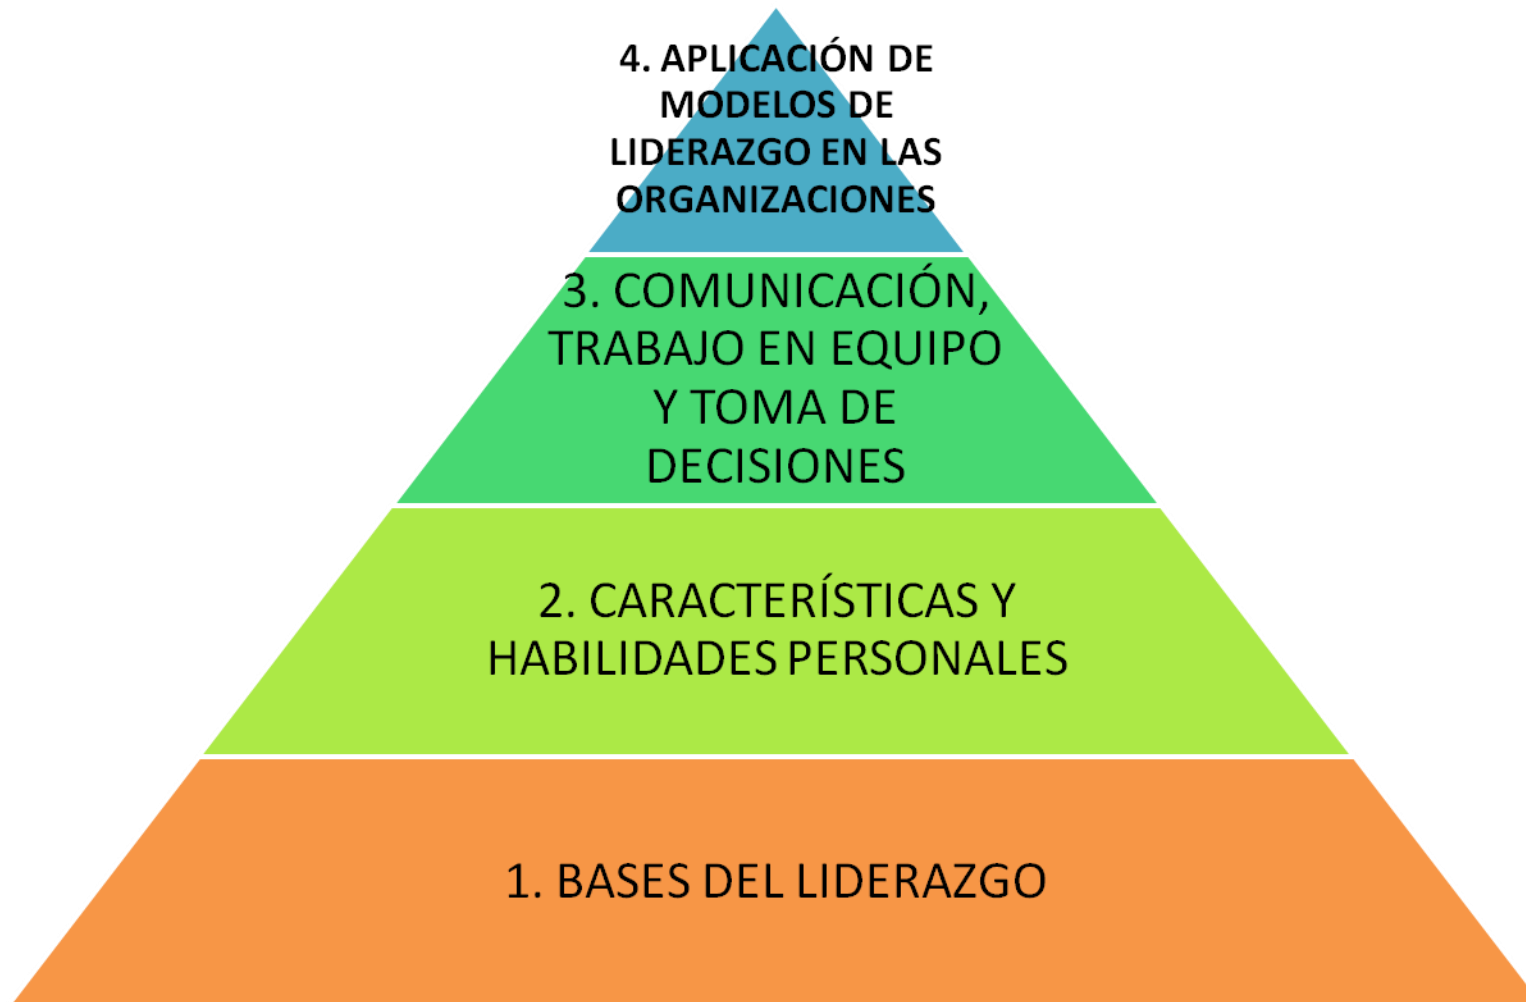 4. APLICACIÓN DE
MODELOS DE
LIDERAZGO EN LAS
ORGANIZACIONES
3. COMUNICACIÓN,
TRABAJO EN EQUIPO
Y TOMA DE
DECISIONES
2. CARACTERÍSTICAS Y
HABILIDADES PERSONALES
1. BASES DEL LIDERAZGO